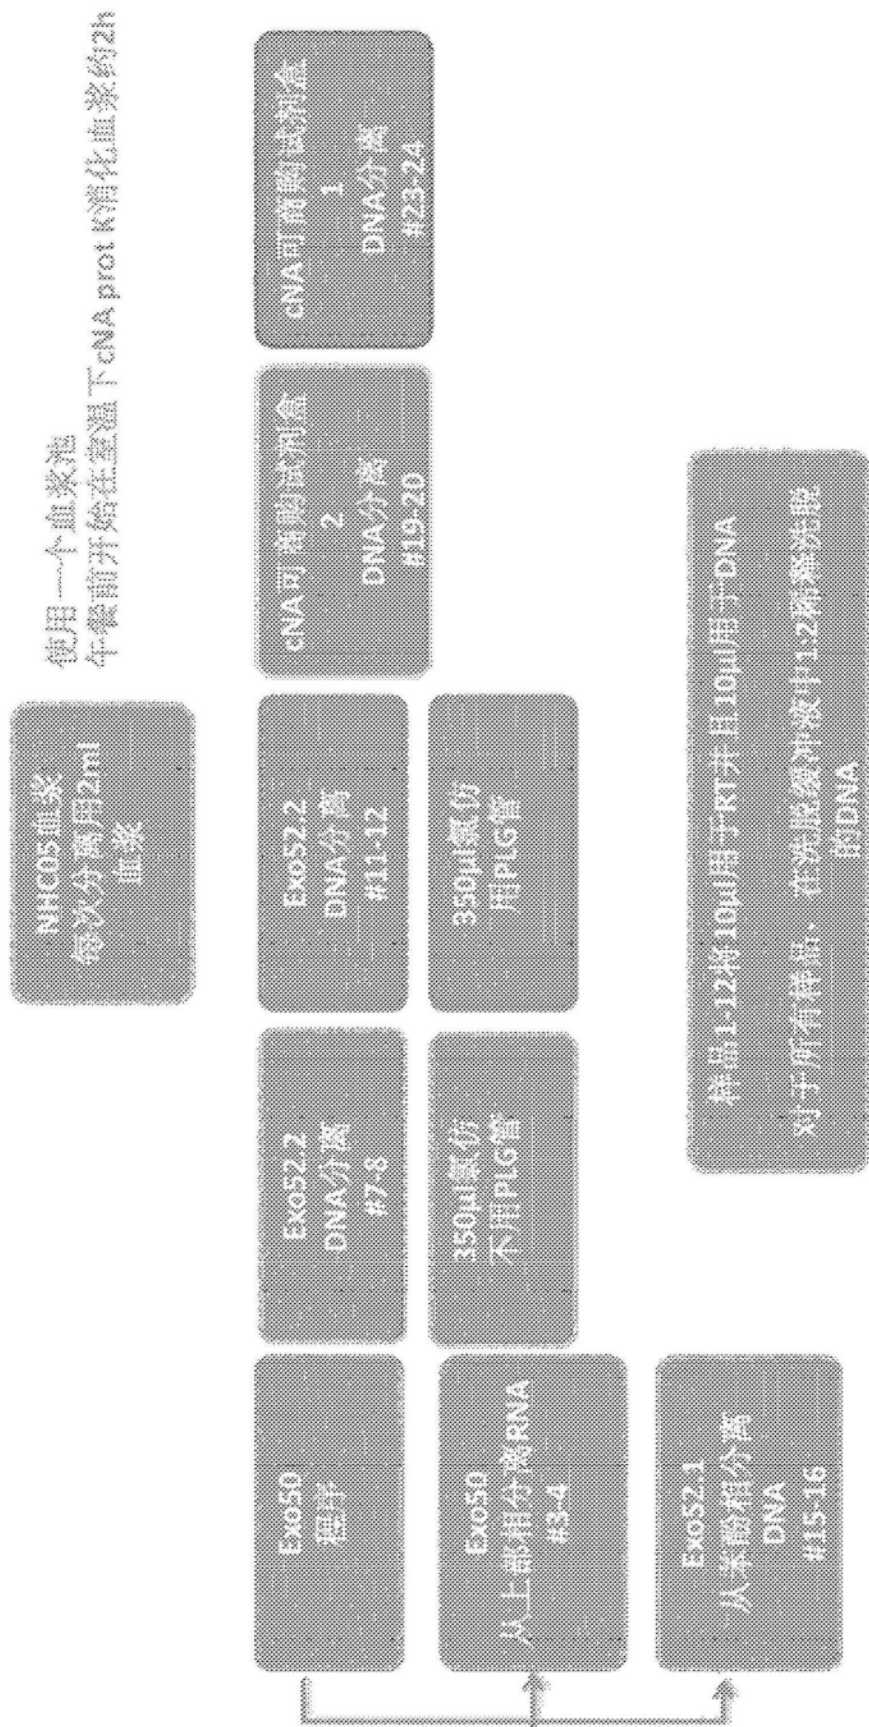 NHC05血浆
每次分离用2ml
血浆
使用一个血浆池
午餐前开始在室温下cNA prot K消化血浆约2h
Exo50
程序
Exo52.2
DNA分离
#7-8
Exo52.2
DNA分离
#11-12
cNA可商购试剂盒
2
DNA分离
#19-20
cNA可商购试剂盒
1
DNA分离
#23-24
Exo50
从上部相分离RNA
#3-4
350µl氯仿
不用PLG管
350µl氯仿
用PLG管
Exo52.1
从苯酚相分离
DNA
#15-16
样品1-12将10µl用于RT并且10µl用于DNA
对于所有样品，在洗脱缓冲液中1:2稀释洗脱
的DNA